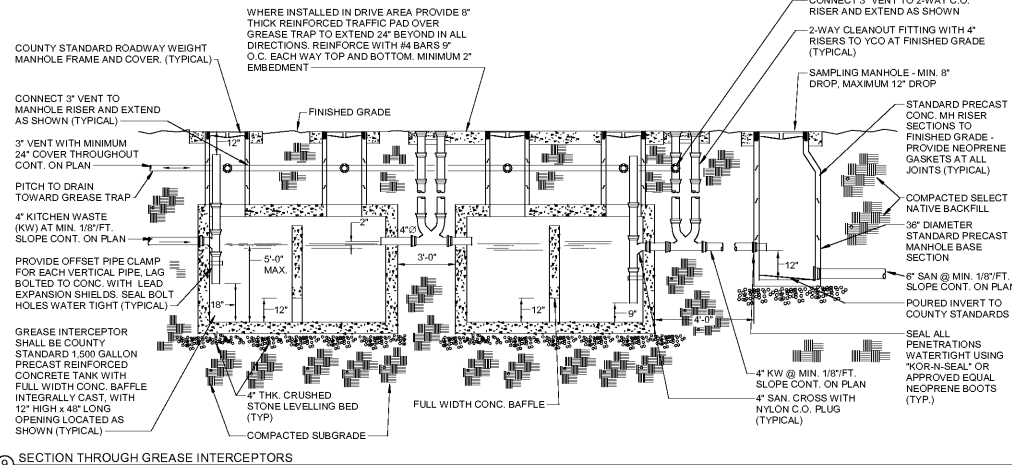 WHERE INSTALLED IN DRIVE AREA PROVIDE 8"
THICK REINFORCED TRAFFIC PAD OVER
GREASE TRAP TO EXTEND 24" BEYOND IN ALL
DIRECTIONS. REINFORCE WITH #4 BARS 9"
O.C. EACH WAY TOP AND BOTTOM. MINIMUM 2"
EMBEDMENT
COUNTY STANDARD ROADWAY WEIGHT
MANHOLE FRAME AND COVER. (TYPICAL)
CONNECT 3" VENT TO
MANHOLE RISER AND EXTEND
AS SHOWN (TYPICAL)
3" VENT WITH MINIMUM
24" COVER THROUGHOUT
CONT. ON PLAN
PITCH TO DRAIN
TOWARD GREASE TRAP
4" KITCHEN WASTE
(KW) AT MIN. 1/8"/FT.
SLOPE CONT. ON PLAN
PROVIDE OFFSET PIPE CLAMP
FOR EACH VERTICAL PIPE, LAG
BOLTED TO CONC. WITH LEAD
EXPANSION SHIELDS. SEAL BOLT
HOLES WATER TIGHT (TYPICAL)
GREASE INTERCEPTOR
SHALL BE COUNTY
STANDARD 1,500 GALLON
PRECAST REINFORCED
CONCRETE TANK WITH
FULL WIDTH CONC. BAFFLE
INTEGRALLY CAST, WITH
12" HIGH x 48" LONG
OPENING LOCATED AS
SHOWN (TYPICAL)
FINISHED GRADE
12"
2"
4"Ø
5'-0"
MAX.
3'-0"
18"
12"
12"
9"
4'-0"
12"
4" THK. CRUSHED
STONE LEVELLING BED
(TYP)
COMPACTED SUBGRADE
FULL WIDTH CONC. BAFFLE
CONNECT 3" VENT TO 2-WAY C.O.
RISER AND EXTEND AS SHOWN
2-WAY CLEANOUT FITTING WITH 4"
RISERS TO YCO AT FINISHED GRADE
(TYPICAL)
SAMPLING MANHOLE - MIN. 8"
DROP, MAXIMUM 12" DROP
STANDARD PRECAST
CONC. MH RISER
SECTIONS TO
FINISHED GRADE -
PROVIDE NEOPRENE
GASKETS AT ALL
JOINTS (TYPICAL)
COMPACTED SELECT
NATIVE BACKFILL
36" DIAMETER
STANDARD PRECAST
MANHOLE BASE
SECTION
6" SAN @ MIN. 1/8"/FT.
SLOPE CONT. ON PLAN
POURED INVERT TO
COUNTY STANDARDS
SEAL ALL
PENETRATIONS
WATERTIGHT USING
"KOR-N-SEAL" OR
APPROVED EQUAL
NEOPRENE BOOTS
(TYP.)
4" KW @ MIN. 1/8"/FT.
SLOPE CONT. ON PLAN
4" SAN. CROSS WITH
NYLON C.O. PLUG
(TYPICAL)
9 SECTION THROUGH GREASE INTERCEPTORS